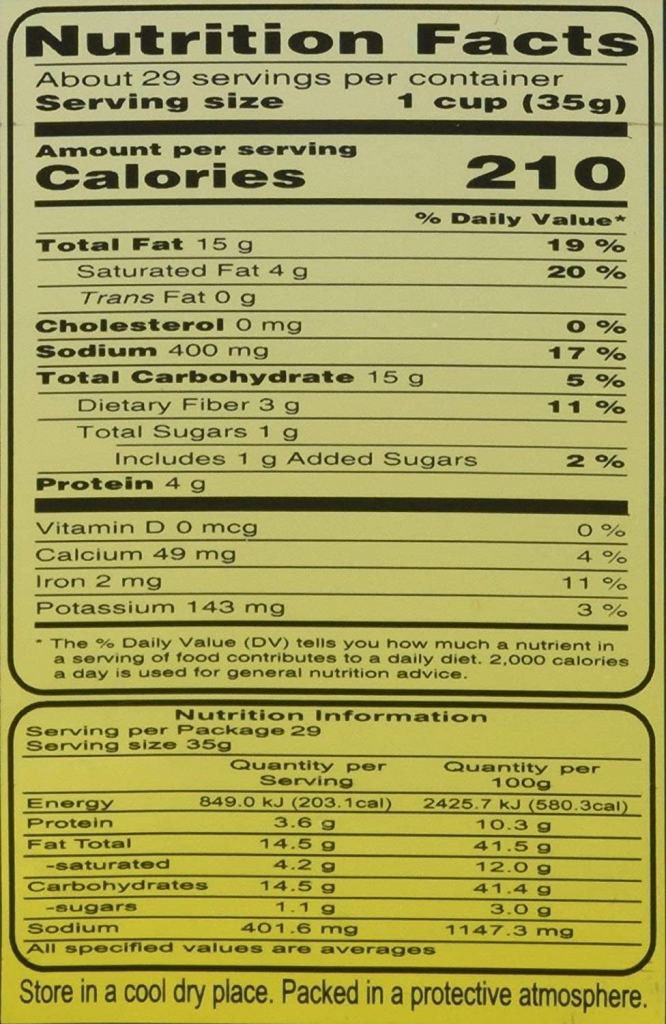 Nutrition Facts
About 29 servings per container
Serving size 1 cup (35g)
Amount per serving
Calories 210
% Daily Value*
Total Fat 15 g 19 %
Saturated Fat 4 g 20 %
Trans Fat 0 g
Cholesterol 0 mg 0 %
Sodium 400 mg 17 %
Total Carbohydrate 15 g 5 %
Dietary Fiber 3 g 11 %
Total Sugars 1 g
Includes 1 g Added Sugars 2 %
Protein 4 g
Vitamin D 0 mcg 0 %
Calcium 49 mg 4 %
Iron 2 mg 11 %
Potassium 143 mg 3 %
* The % Daily Value (DV) tells you how much a nutrient in
a serving of food contributes to a daily diet. 2,000 calories
a day is used for general nutrition advice.
Nutrition Information
Serving per Package 29
Serving size 35g
Quantity per Serving Quantity per 100g
Energy 849.0 kJ (203.1cal) 2425.7 kJ (580.3cal)
Protein 3.6 g 10.3 g
Fat Total 14.5 g 41.5 g
-saturated 4.2 g 12.0 g
Carbohydrates 14.5 g 41.4 g
-sugars 1.1 g 3.0 g
Sodium 401.6 mg 1147.3 mg
All specified values are averages
Store in a cool dry place. Packed in a protective atmosphere.